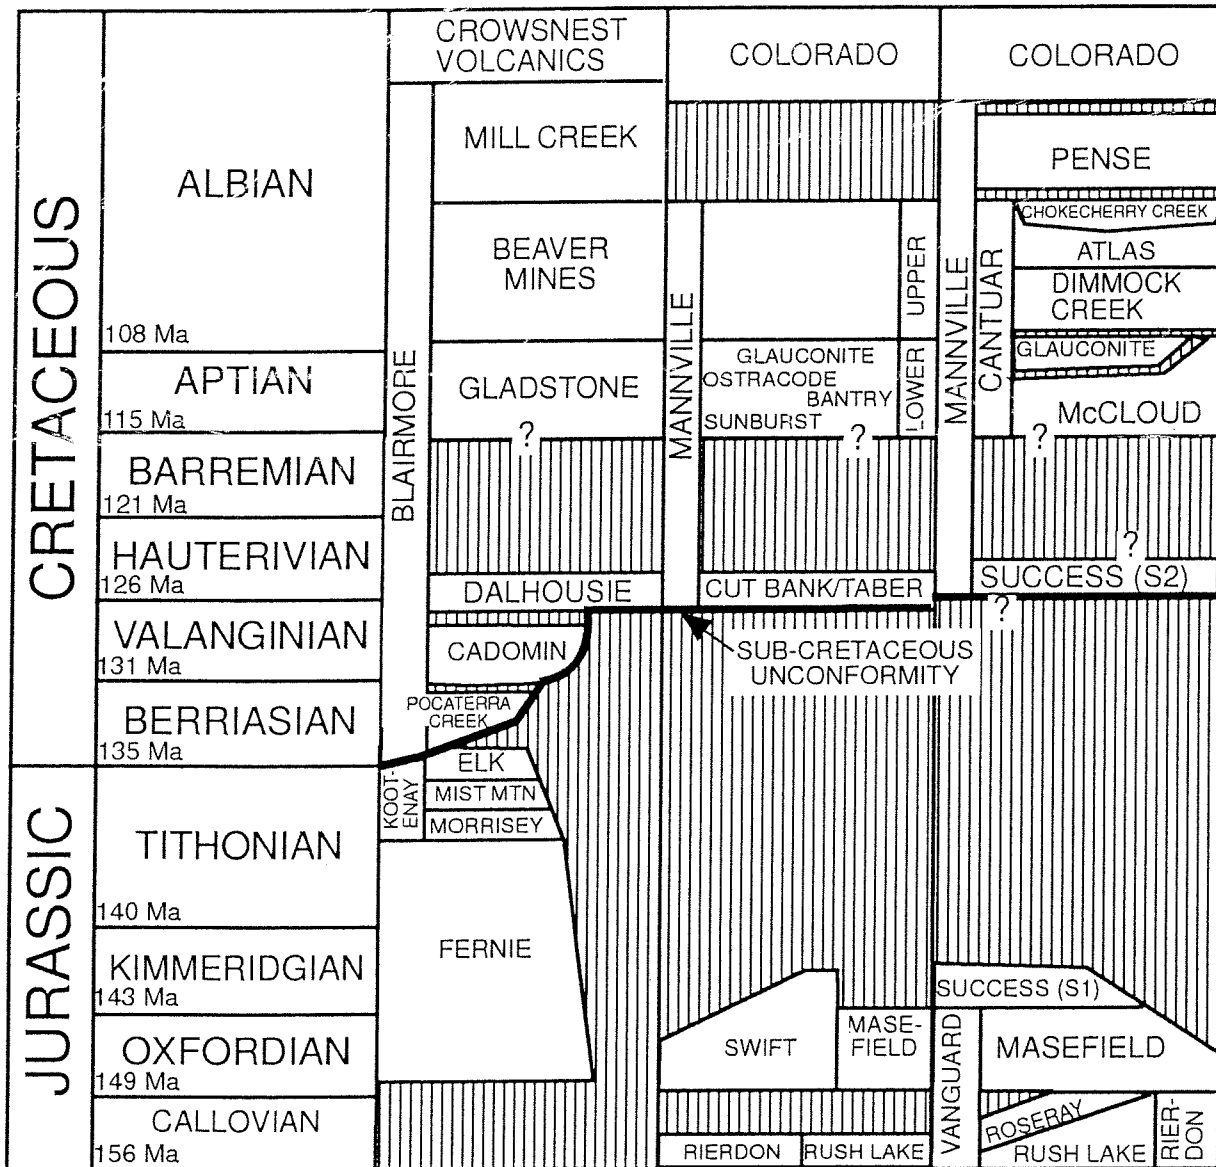 CRETACEOUS
JURASSIC
ALBIAN
108 Ma
APTIAN
115 Ma
BARREMIAN
121 Ma
HAUTERIVIAN
126 Ma
VALANGINIAN
131 Ma
BERRIASIAN
135 Ma
TITHONIAN
140 Ma
KIMMERIDGIAN
143 Ma
OXFORDIAN
149 Ma
CALLOVIAN
156 Ma
CROWSNEST
VOLCANICS
BLAIRMORE
MILL CREEK
BEAVER
MINES
GLADSTONE
?
DALHOUSIE
CADOMIN
POCATERRA
CREEK
KOOT-
ENAY
ELK
MIST MTN
MORRISEY
FERNIE
COLORADO
MANNVILLE
UPPER
LOWER
GLAUCONITE
OSTRACODE
BANTRY
SUNBURST
?
CUT BANK/TABER
SUB-CRETACEOUS
UNCONFORMITY
SWIFT
MASE-
FIELD
RIERDON
RUSH LAKE
COLORADO
MANNVILLE
PENSE
CANTUAR
CHOKECHERRY CREEK
ATLAS
DIMMOCK
CREEK
GLAUCONITE
McCLOUD
?
?
SUCCESS (S2)
?
SUCCESS (S1)
VANGUARD
MASEFIELD
ROSERAY
RUSH LAKE
RIER-
DON